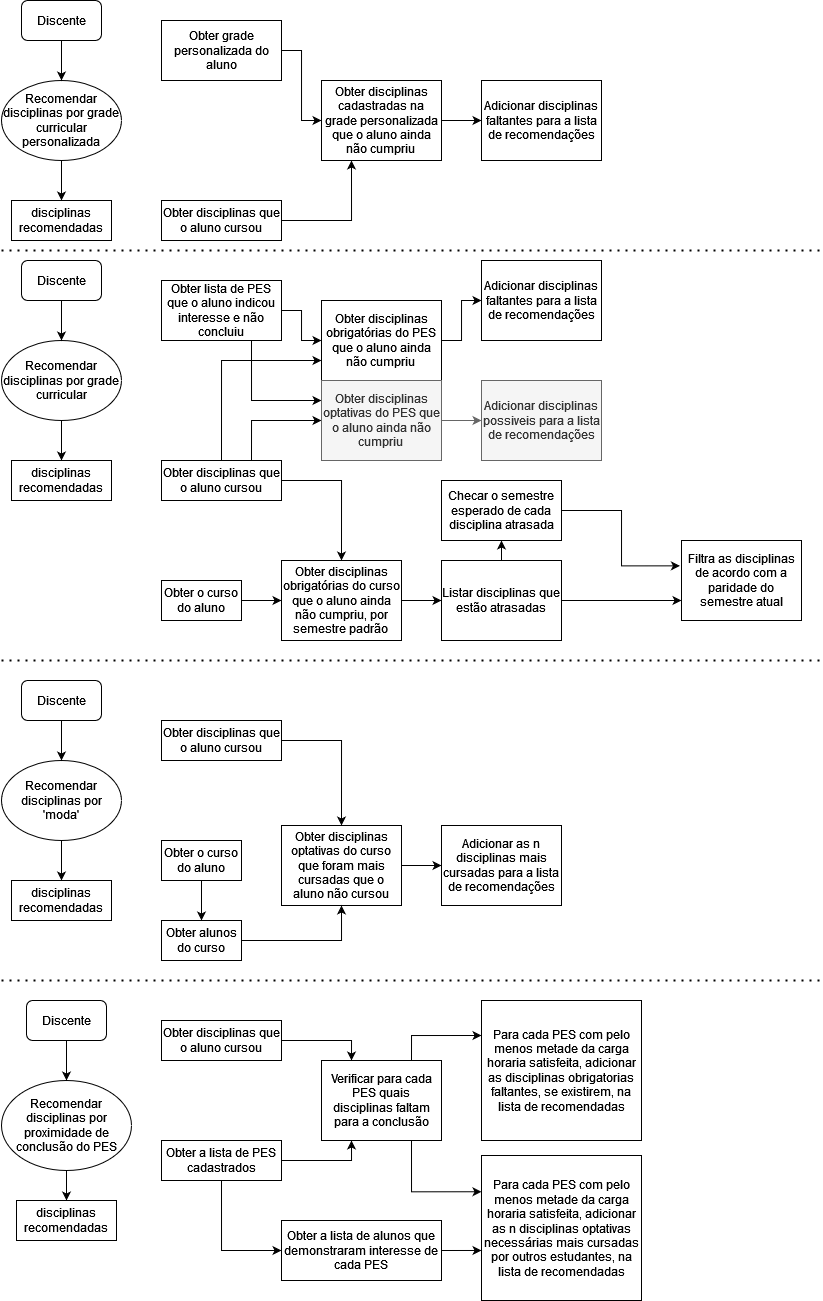 Discente
Recomendar
disciplinas por grade
curricular
personalizada
disciplinas
recomendadas
Obter grade
personalizada do
aluno
Obter disciplinas
cadastradas na
grade personalizada
que o aluno ainda
não cumpriu
Adicionar disciplinas
faltantes para a lista
de recomendações
Obter disciplinas que
o aluno cursou
Discente
Recomendar
disciplinas por grade
curricular
disciplinas
recomendadas
Obter lista de PES
que o aluno indicou
interesse e não
concluiu
Obter disciplinas
obrigatórias do PES
que o aluno ainda
não cumpriu
Adicionar disciplinas
faltantes para a lista
de recomendações
Obter disciplinas
optativas do PES que
o aluno ainda não
cumpriu
Adicionar disciplinas
possiveis para a lista
de recomendações
Obter disciplinas que
o aluno cursou
Obter o curso
do aluno
Obter disciplinas
obrigatórias do curso
que o aluno ainda
não cumpriu, por
semestre padrão
Checar o semestre
esperado de cada
disciplina atrasada
Listar disciplinas que
estão atrasadas
Filtra as disciplinas
de acordo com a
paridade do
semestre atual
Discente
Recomendar
disciplinas por
'moda'
disciplinas
recomendadas
Obter disciplinas que
o aluno cursou
Obter o curso
do aluno
Obter alunos
do curso
Obter disciplinas
optativas do curso
que foram mais
cursadas que o
aluno não cursou
Adicionar as n
disciplinas mais
cursadas para a lista
de recomendações
Discente
Recomendar
disciplinas por
proximidade de
conclusão do PES
disciplinas
recomendadas
Obter disciplinas que
o aluno cursou
Obter a lista de PES
cadastrados
Verificar para cada
PES quais
disciplinas faltam
para a conclusão
Obter a lista de alunos que
demonstraram interesse de
cada PES
Para cada PES com pelo
menos metade da carga
horaria satisfeita, adicionar
as disciplinas obrigatorias
faltantes, se existirem, na
lista de recomendadas
Para cada PES com pelo
menos metade da carga
horaria satisfeita, adicionar
as n disciplinas optativas
necessárias mais cursadas
por outros estudantes, na
lista de recomendadas